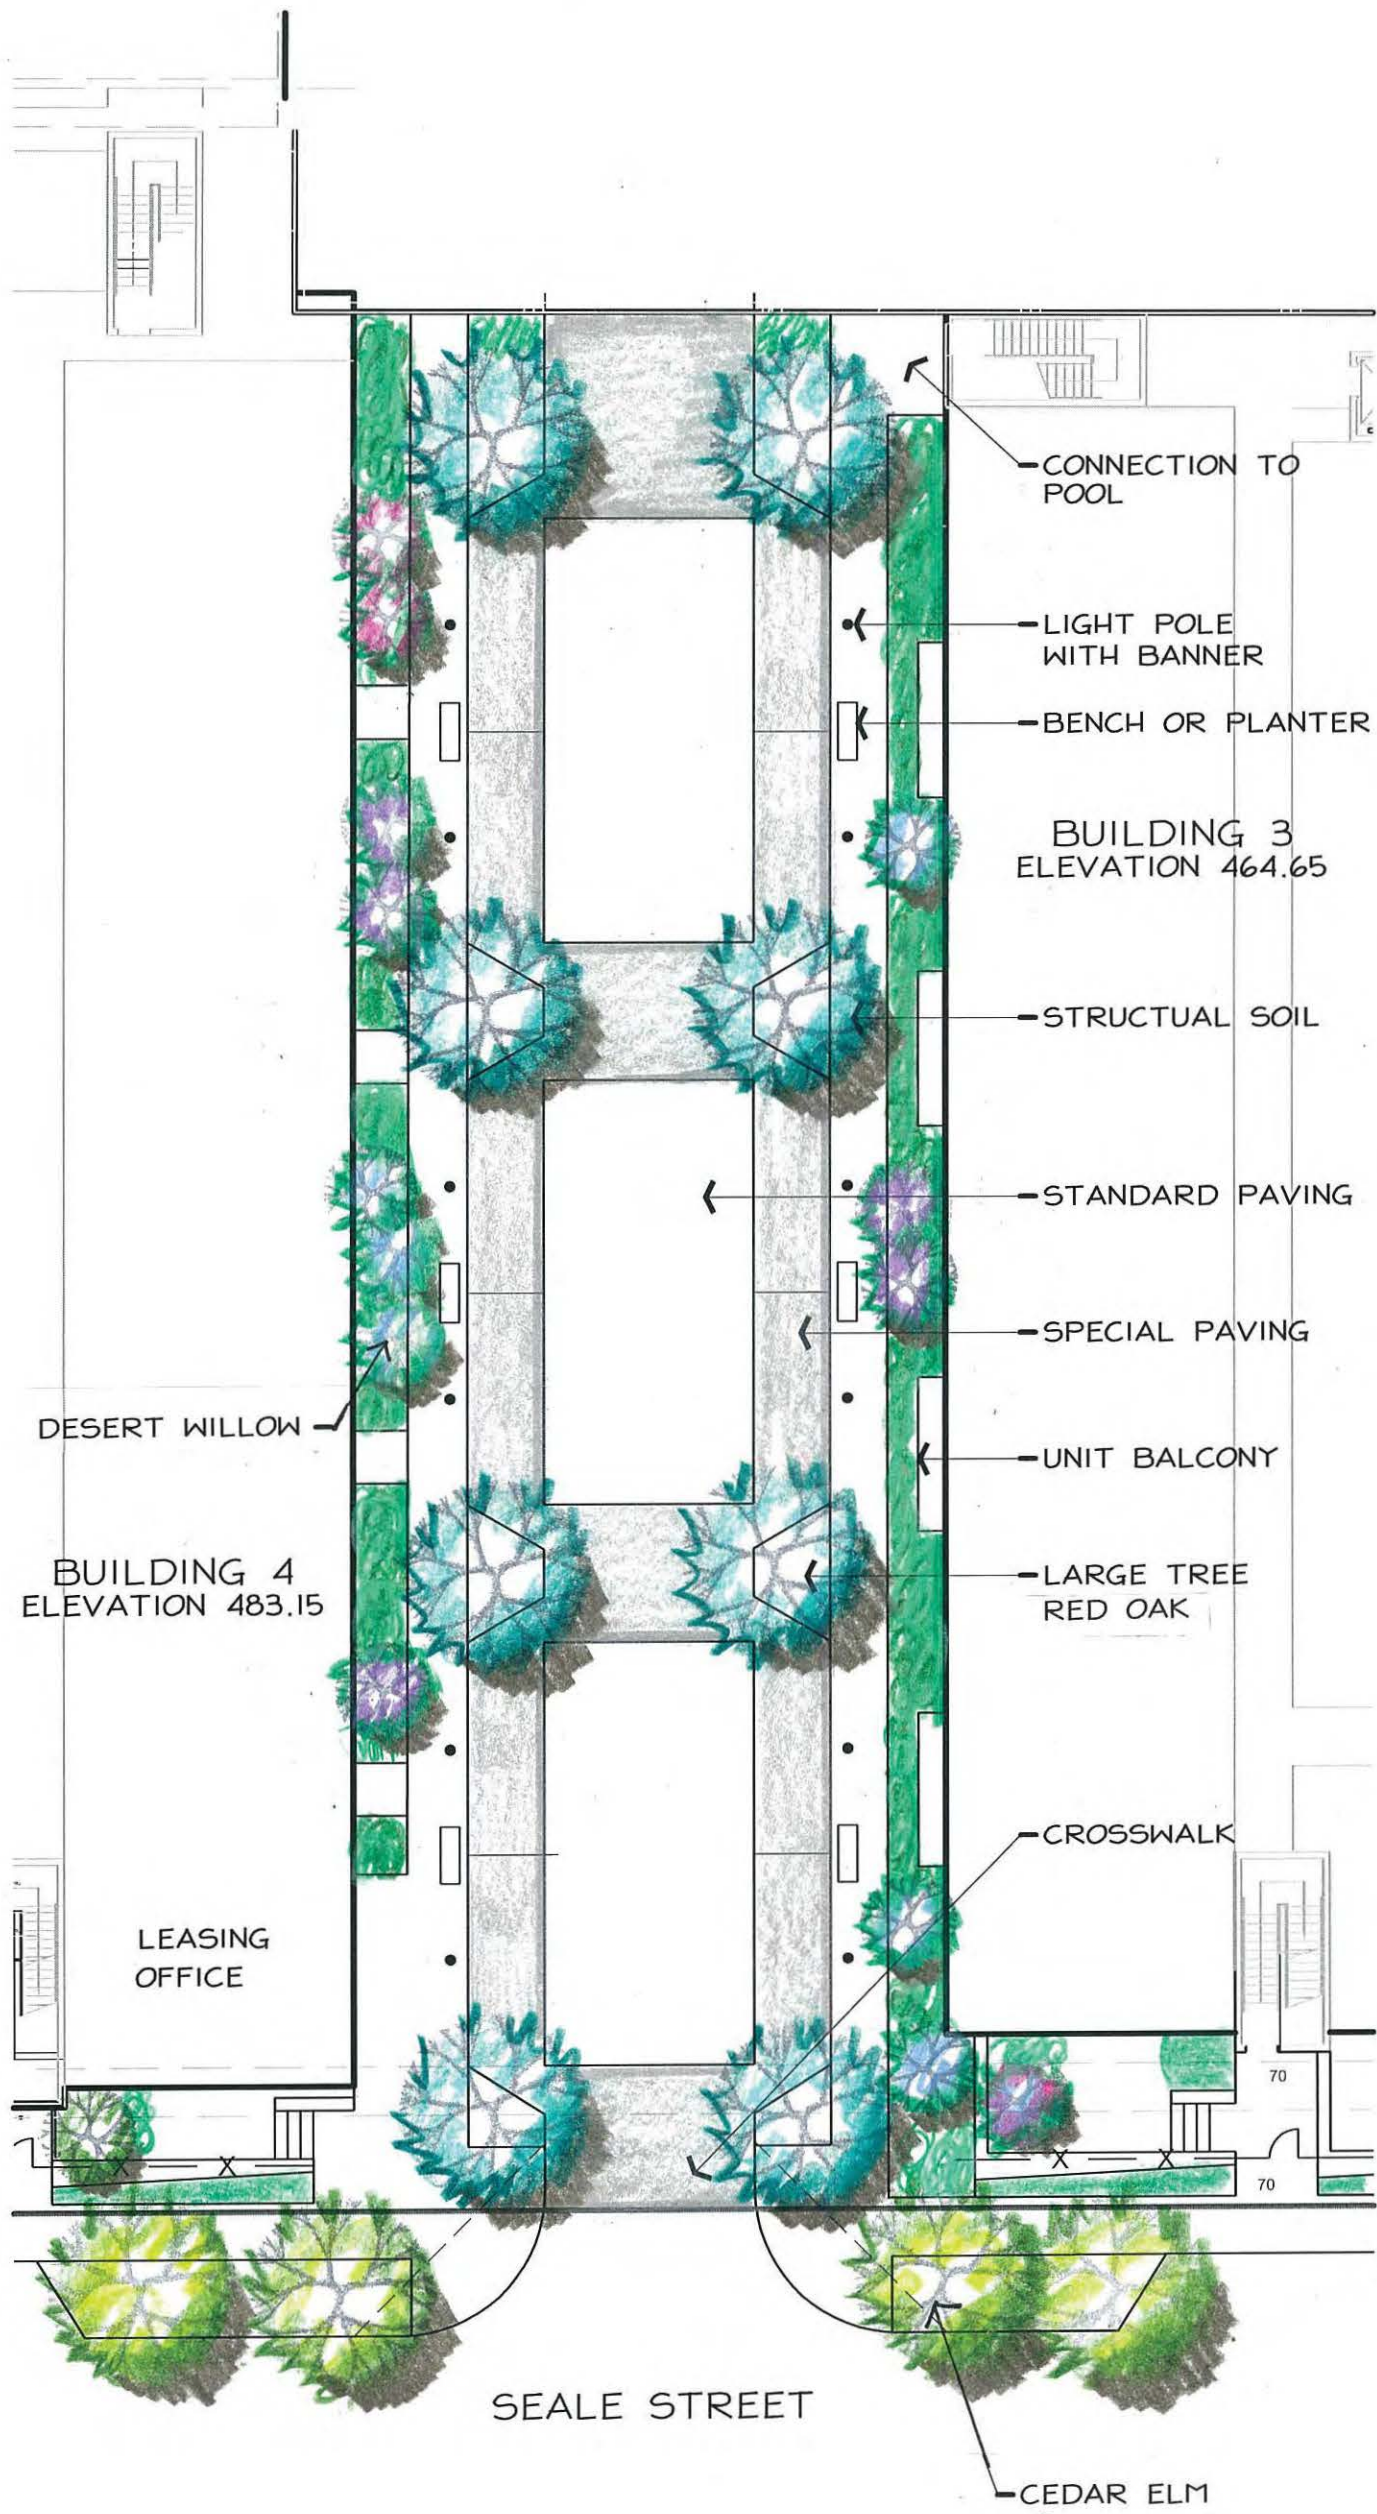 CONNECTION TO
POOL
LIGHT POLE
WITH BANNER
BENCH OR PLANTER
BUILDING 3
ELEVATION 464.65
STRUCTUAL SOIL
STANDARD PAVING
SPECIAL PAVING
DESERT WILLOW
UNIT BALCONY
BUILDING 4
ELEVATION 483.15
LARGE TREE
RED OAK
CROSSWALK
LEASING
OFFICE
70
X
X
X
X
70
SEALE STREET
CEDAR ELM